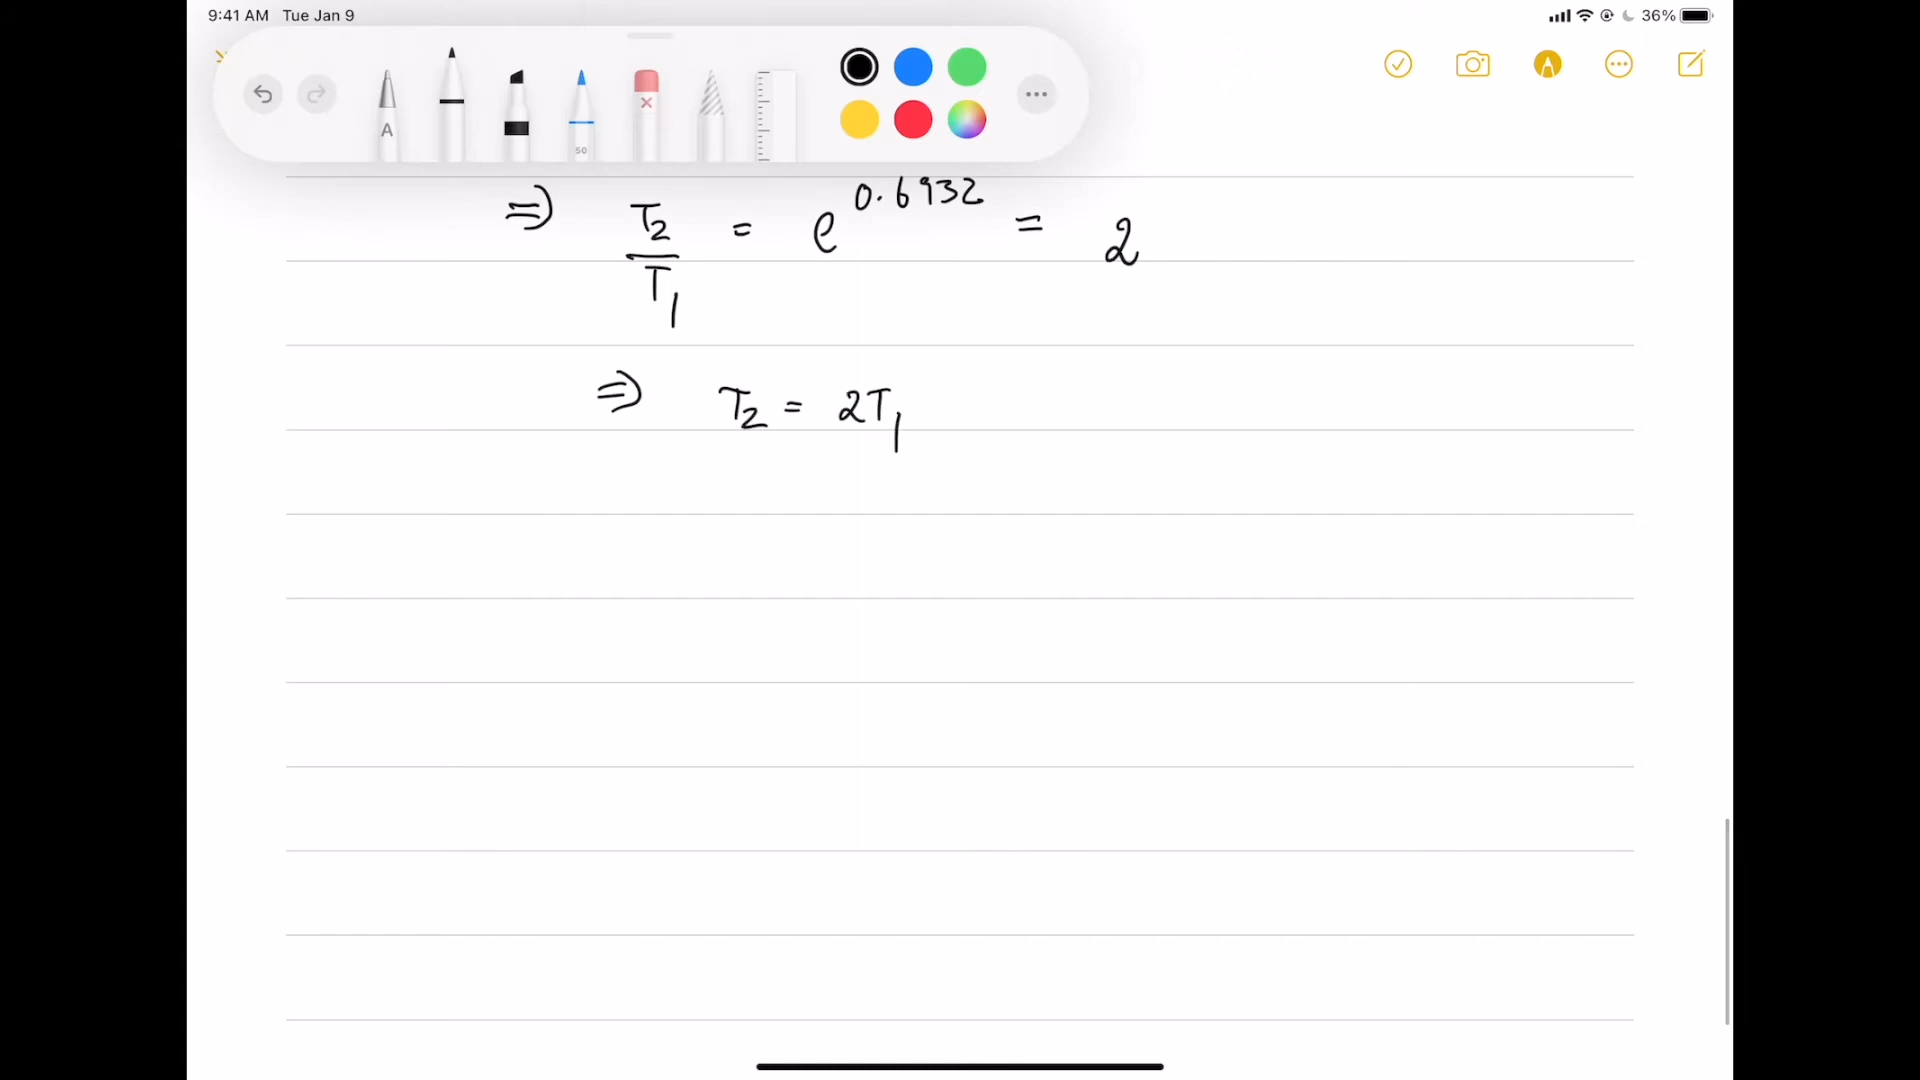 9:41 AM Tue Jan 9 36%
A 50
⇒ T₂/T₁ = e^0.6932 = 2
⇒ T₂ = 2T₁